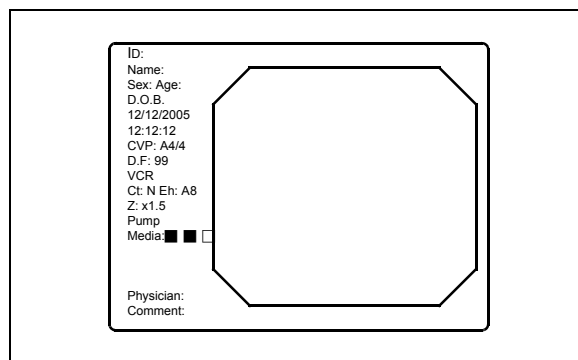 ID:
Name:
Sex: Age:
D.O.B.
12/12/2005
12:12:12
CVP: A4/4
D.F: 99
VCR
Ct: N Eh: A8
Z: x1.5
Pump
Media:■ ■ □
Physician:
Comment: